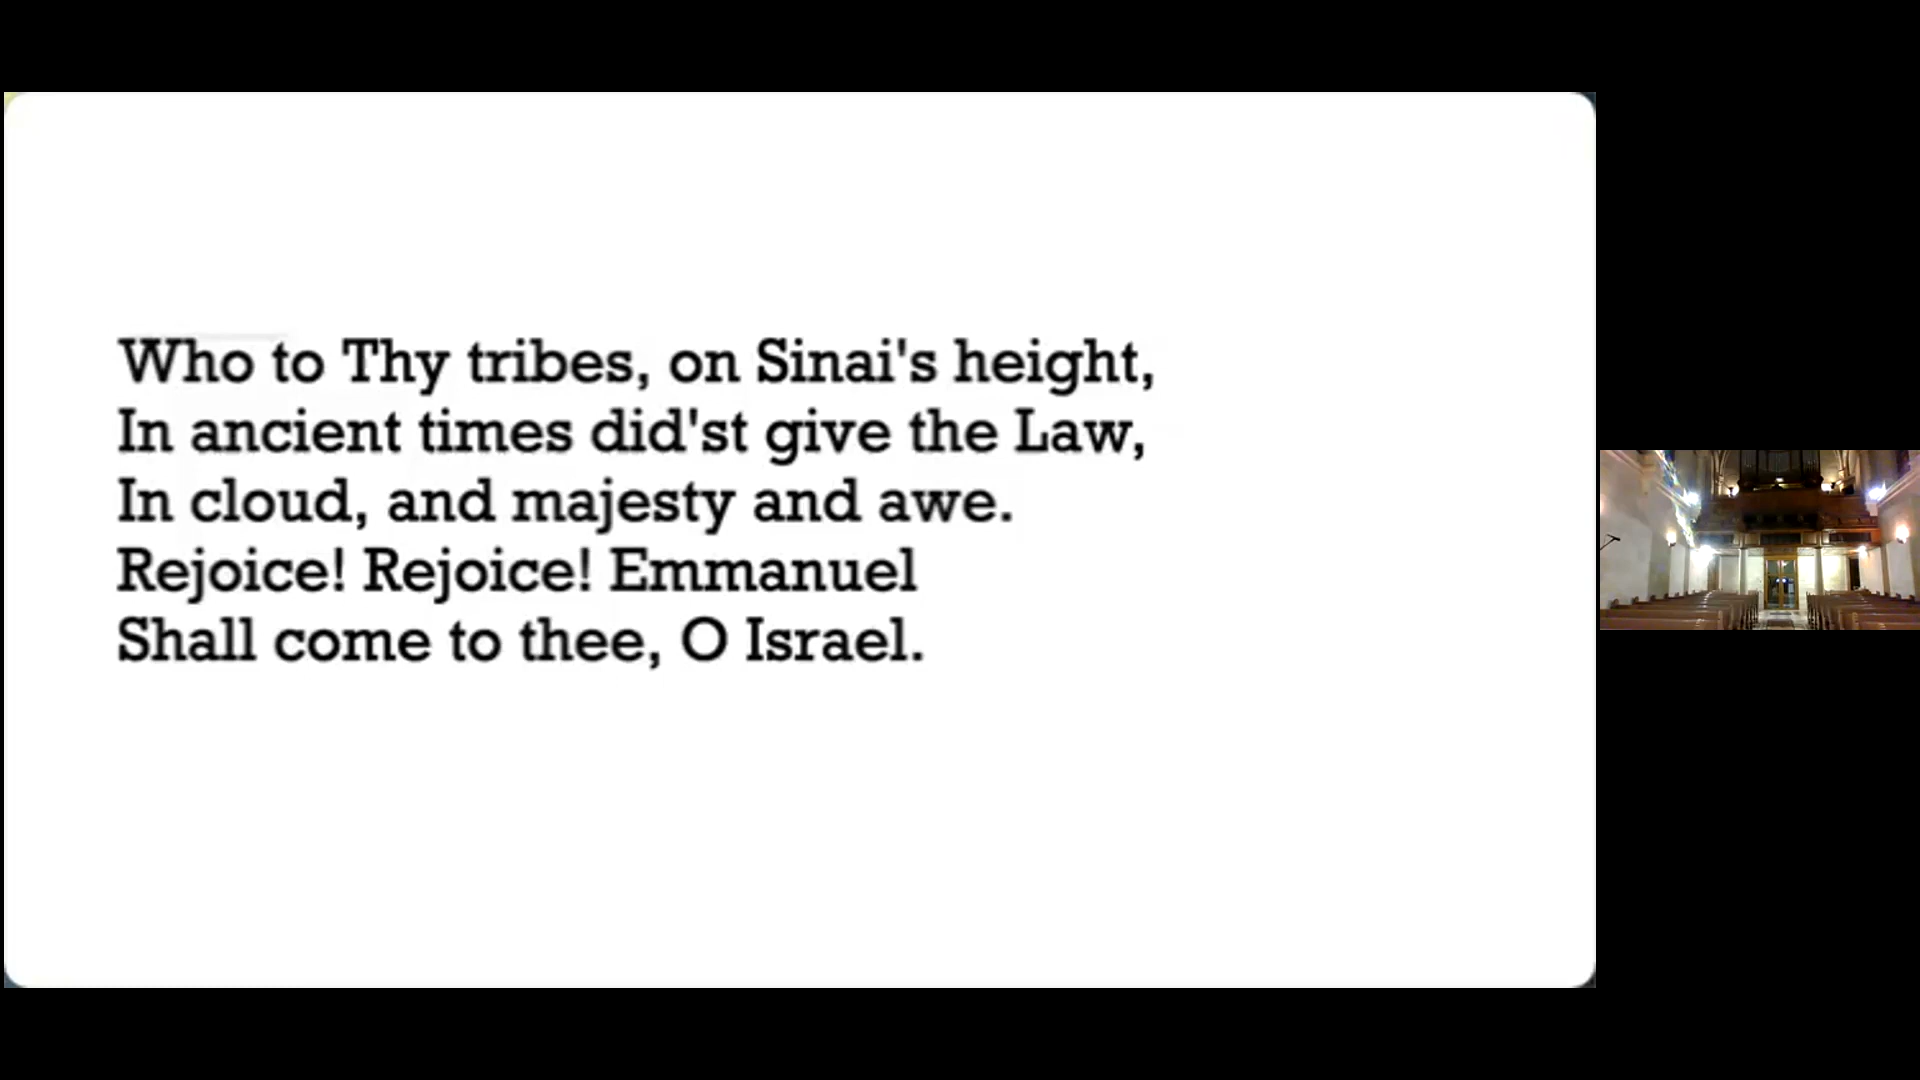 Who to Thy tribes, on Sinai's height,
In ancient times did'st give the Law,
In cloud, and majesty and awe.
Rejoice! Rejoice! Emmanuel
Shall come to thee, O Israel.